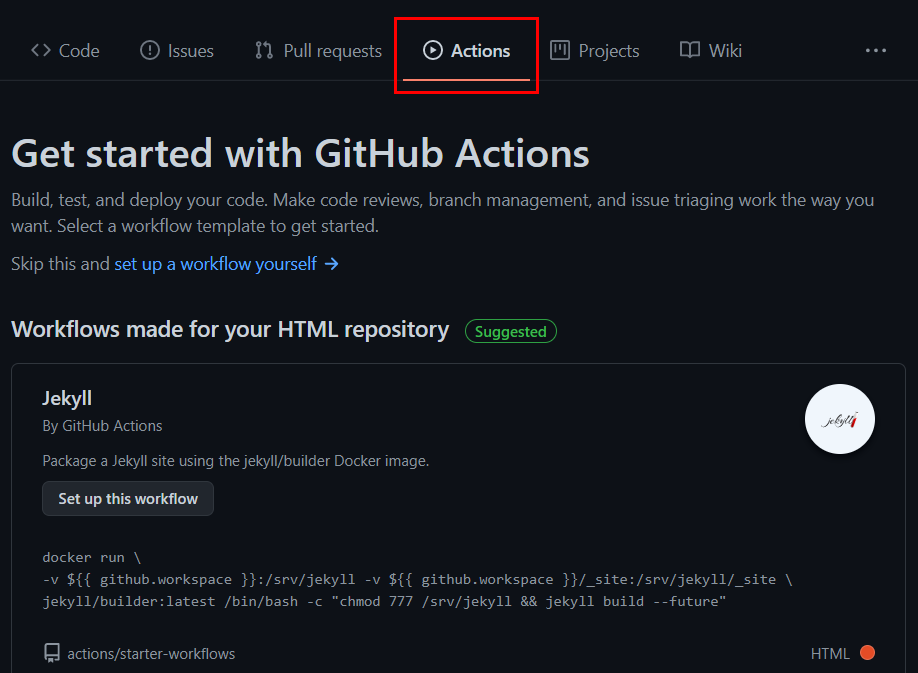 Code Issues Pull requests Actions Projects Wiki ...
Get started with GitHub Actions
Build, test, and deploy your code. Make code reviews, branch management, and issue triaging work the way you
want. Select a workflow template to get started.
Skip this and set up a workflow yourself →
Workflows made for your HTML repository Suggested
Jekyll
By GitHub Actions
jekyll
Package a Jekyll site using the jekyll/builder Docker image.
Set up this workflow
docker run \
-v ${{ github.workspace }}:/srv/jekyll -v ${{ github.workspace }}/_site:/srv/jekyll/_site \
jekyll/builder:latest /bin/bash -c "chmod 777 /srv/jekyll && jekyll build --future"
actions/starter-workflows HTML